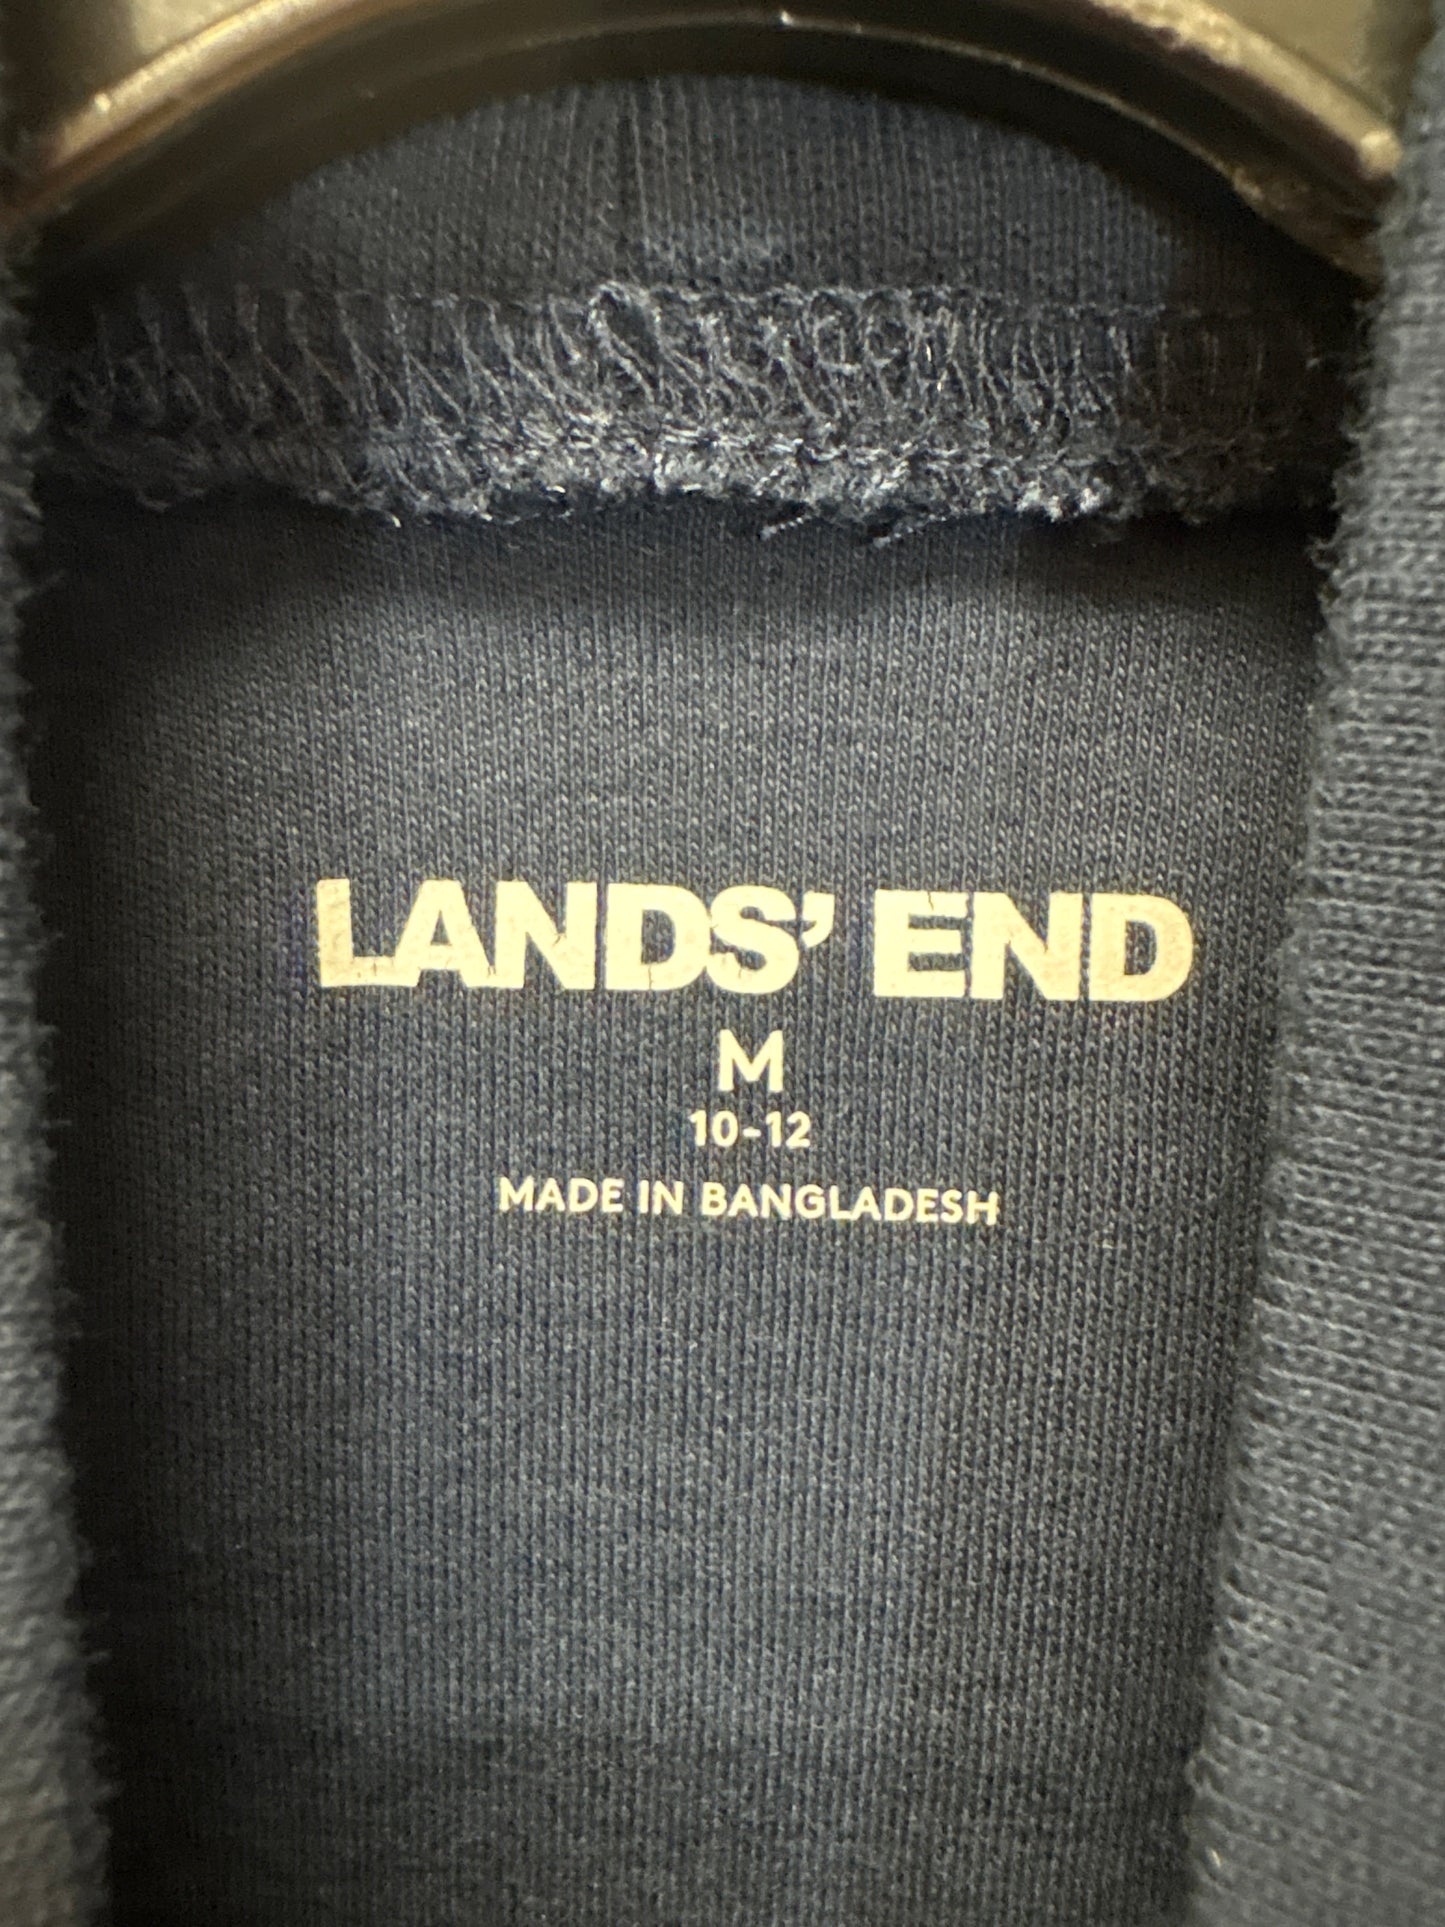 LANDS' END
M
10-12
MADE IN BANGLADESH